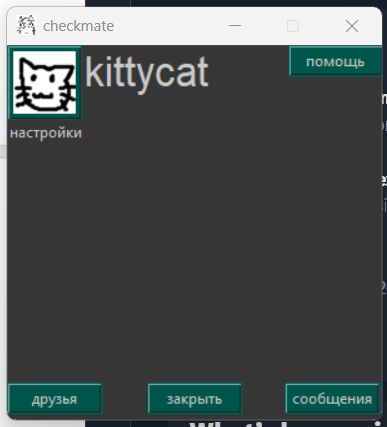 checkmate
kittycat
помощь
настройки
друзья
закрыть
сообщения